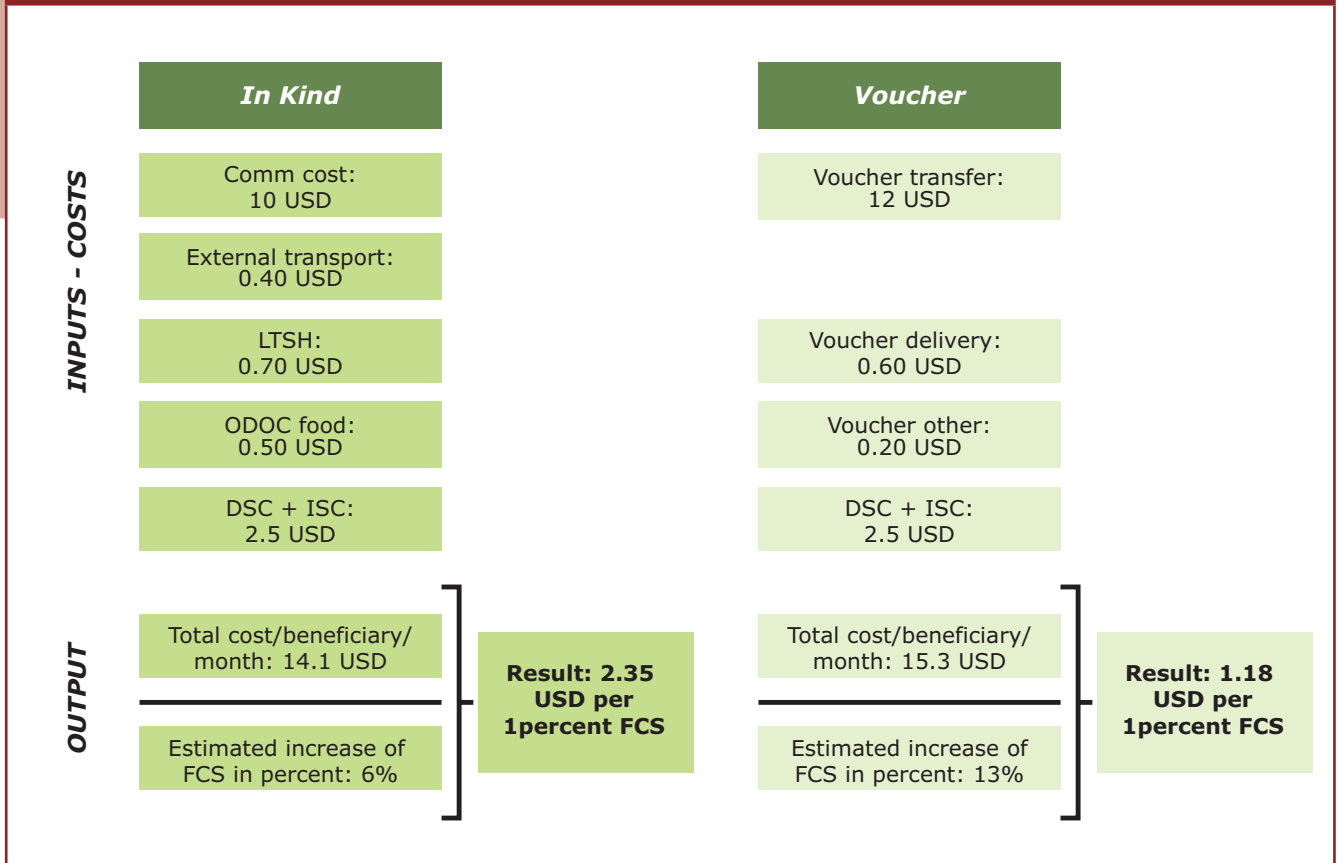 In Kind
Voucher
INPUTS - COSTS
Comm cost:
10 USD
Voucher transfer:
12 USD
External transport:
0.40 USD
LTSH:
0.70 USD
Voucher delivery:
0.60 USD
ODOC food:
0.50 USD
Voucher other:
0.20 USD
DSC + ISC:
2.5 USD
DSC + ISC:
2.5 USD
OUTPUT
Total cost/beneficiary/
month: 14.1 USD
Estimated increase of
FCS in percent: 6%
Result: 2.35
USD per
1percent FCS
Total cost/beneficiary/
month: 15.3 USD
Estimated increase of
FCS in percent: 13%
Result: 1.18
USD per
1percent FCS